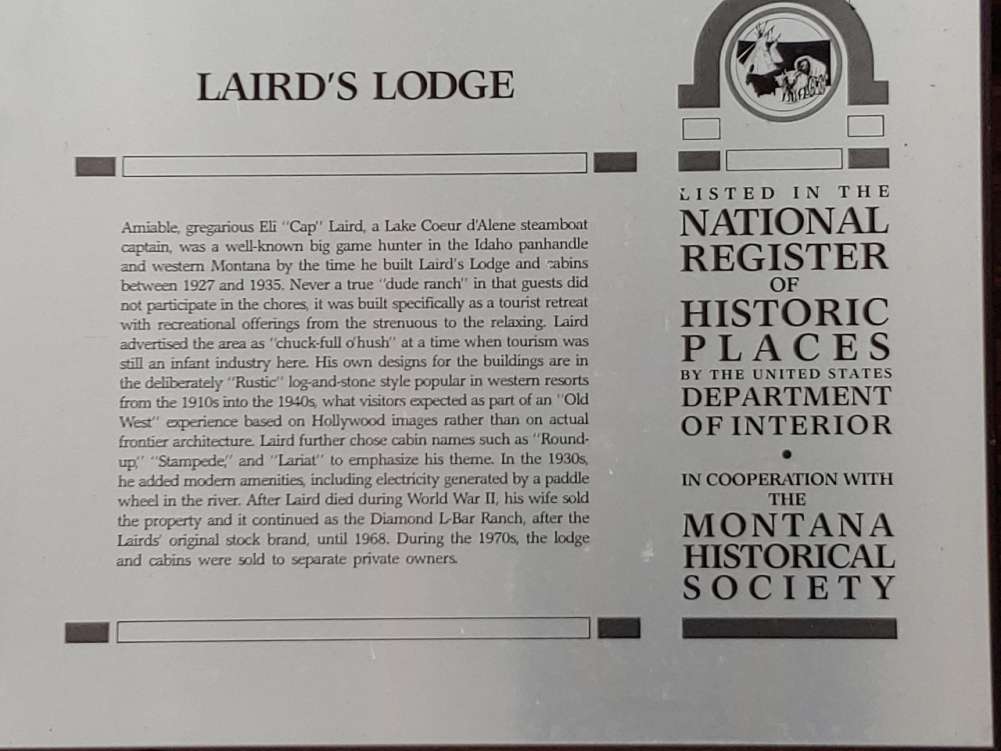 LAIRD'S LODGE
Amiable, gregarious Eli "Cap" Laird, a Lake Coeur d'Alene steamboat
captain, was a well-known big game hunter in the Idaho panhandle
and western Montana by the time he built Laird's Lodge and cabins
between 1927 and 1935. Never a true "dude ranch" in that guests did
not participate in the chores, it was built specifically as a tourist retreat
with recreational offerings from the strenuous to the relaxing. Laird
advertised the area as "chuck-full o'hush" at a time when tourism was
still an infant industry here. His own designs for the buildings are in
the deliberately "Rustic" log-and-stone style popular in western resorts
from the 1910s into the 1940s, what visitors expected as part of an "Old
West" experience based on Hollywood images rather than on actual
frontier architecture. Laird further chose cabin names such as "Round-
up," "Stampede," and "Lariat" to emphasize his theme. In the 1930s,
he added modern amenities, including electricity generated by a paddle
wheel in the river. After Laird died during World War II, his wife sold
the property and it continued as the Diamond L-Bar Ranch, after the
Lairds' original stock brand, until 1968. During the 1970s, the lodge
and cabins were sold to separate private owners.
LISTED IN THE
NATIONAL
REGISTER
OF
HISTORIC
PLACES
BY THE UNITED STATES
DEPARTMENT
OF INTERIOR
•
IN COOPERATION WITH
THE
MONTANA
HISTORICAL
SOCIETY